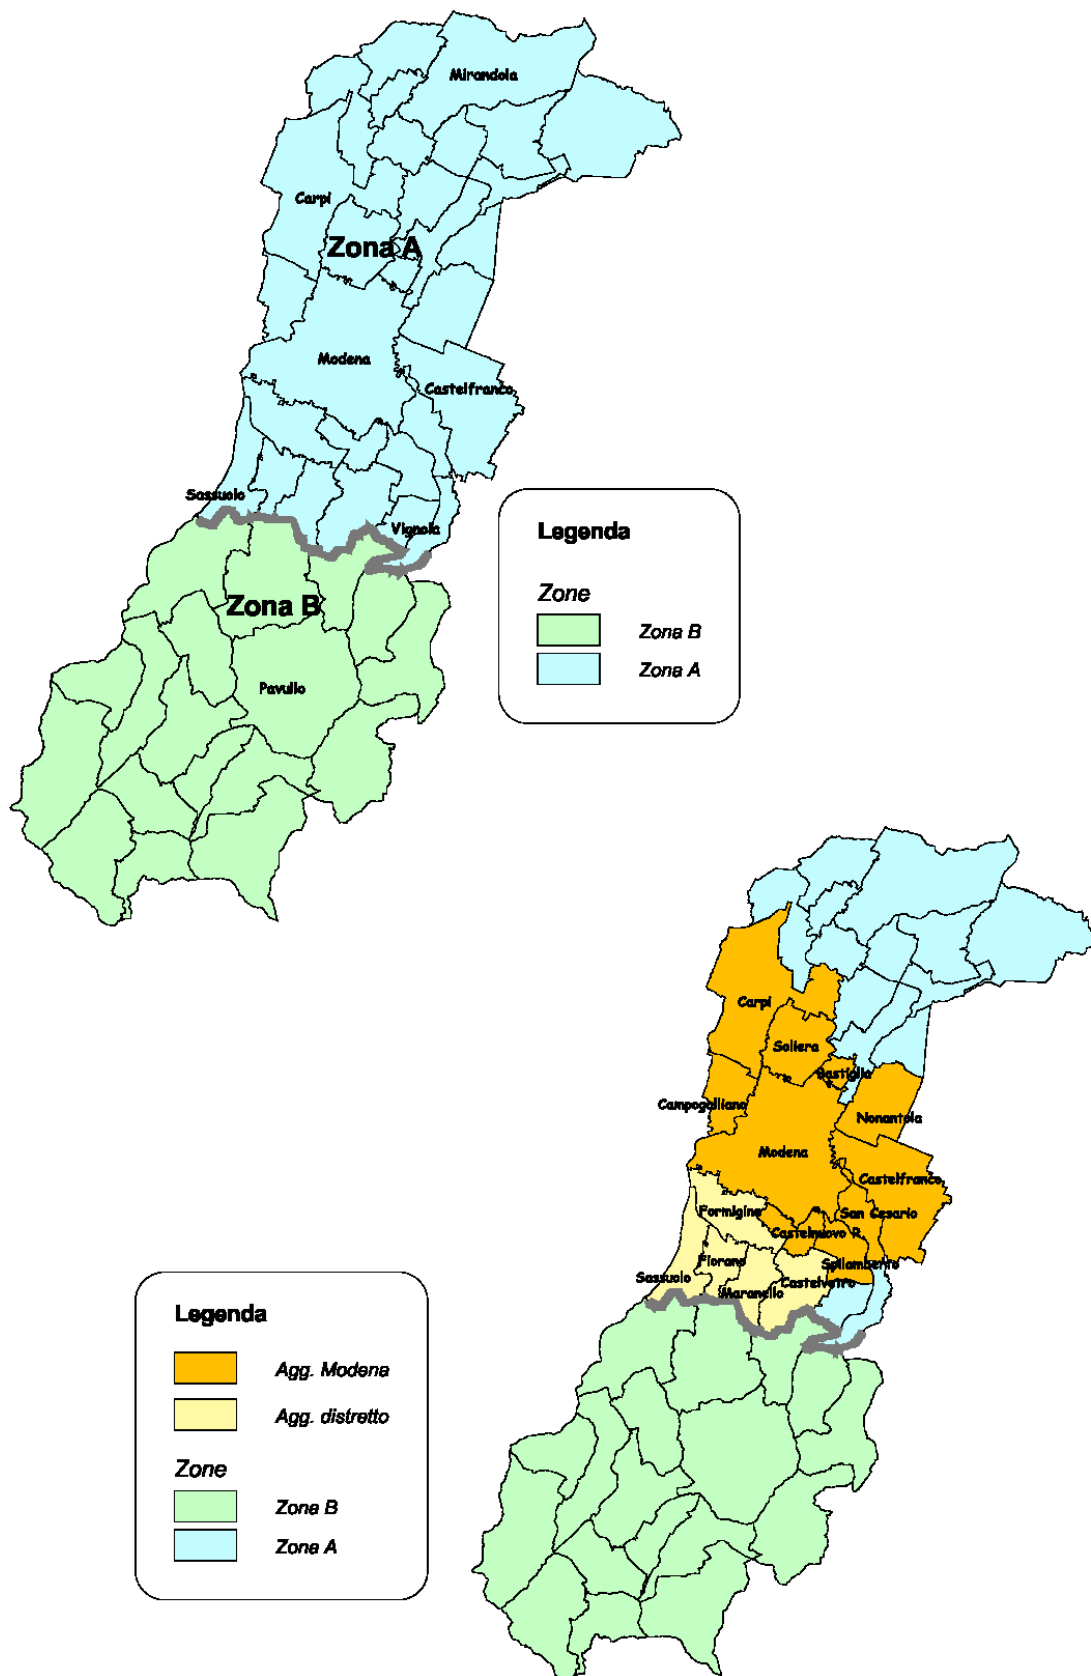 Mirandola
Carpi
Zona A
Modena
Castelfranco
Sassuolo
Vignola
Zona B
Pavullo
Legenda
Zone
Zona B
Zona A
Carpi
Soliera
Bastiglia
Campogalliano
Nonantola
Modena
Castelfranco
Formigine
San Cesario
Castelnuovo R.
Fiorano
Spilamberto
Sassuolo
Castelvetro
Maranello
Legenda
Agg. Modena
Agg. distretto
Zone
Zona B
Zona A